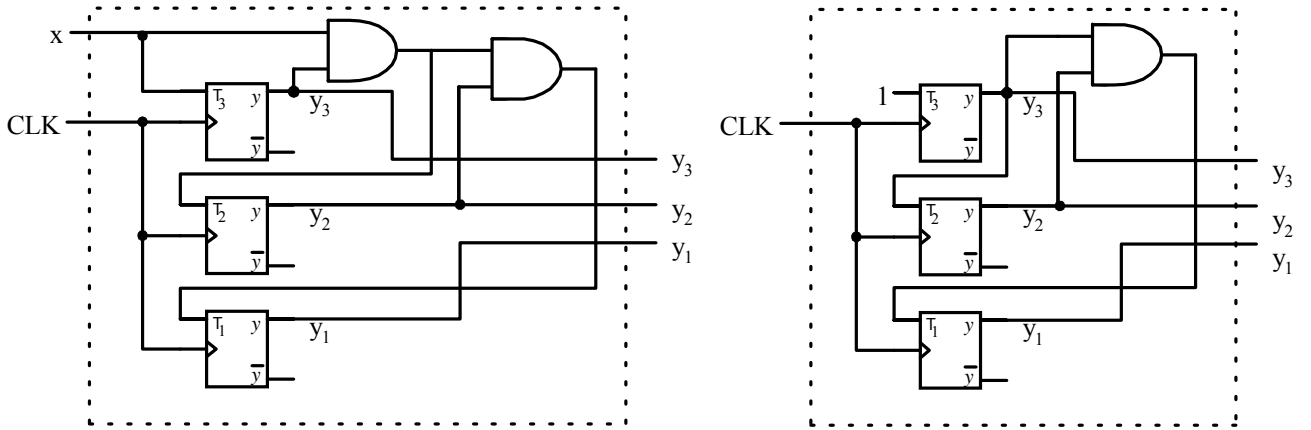 x
T₃ y
y₃
CLK
y̅
y₃
T₂ y
y₂
y₂
y̅
y₁
T₁ y
y₁
y̅
1
T₃ y
y₃
CLK
y̅
y₃
T₂ y
y₂
y₂
y̅
y₁
T₁ y
y₁
y̅